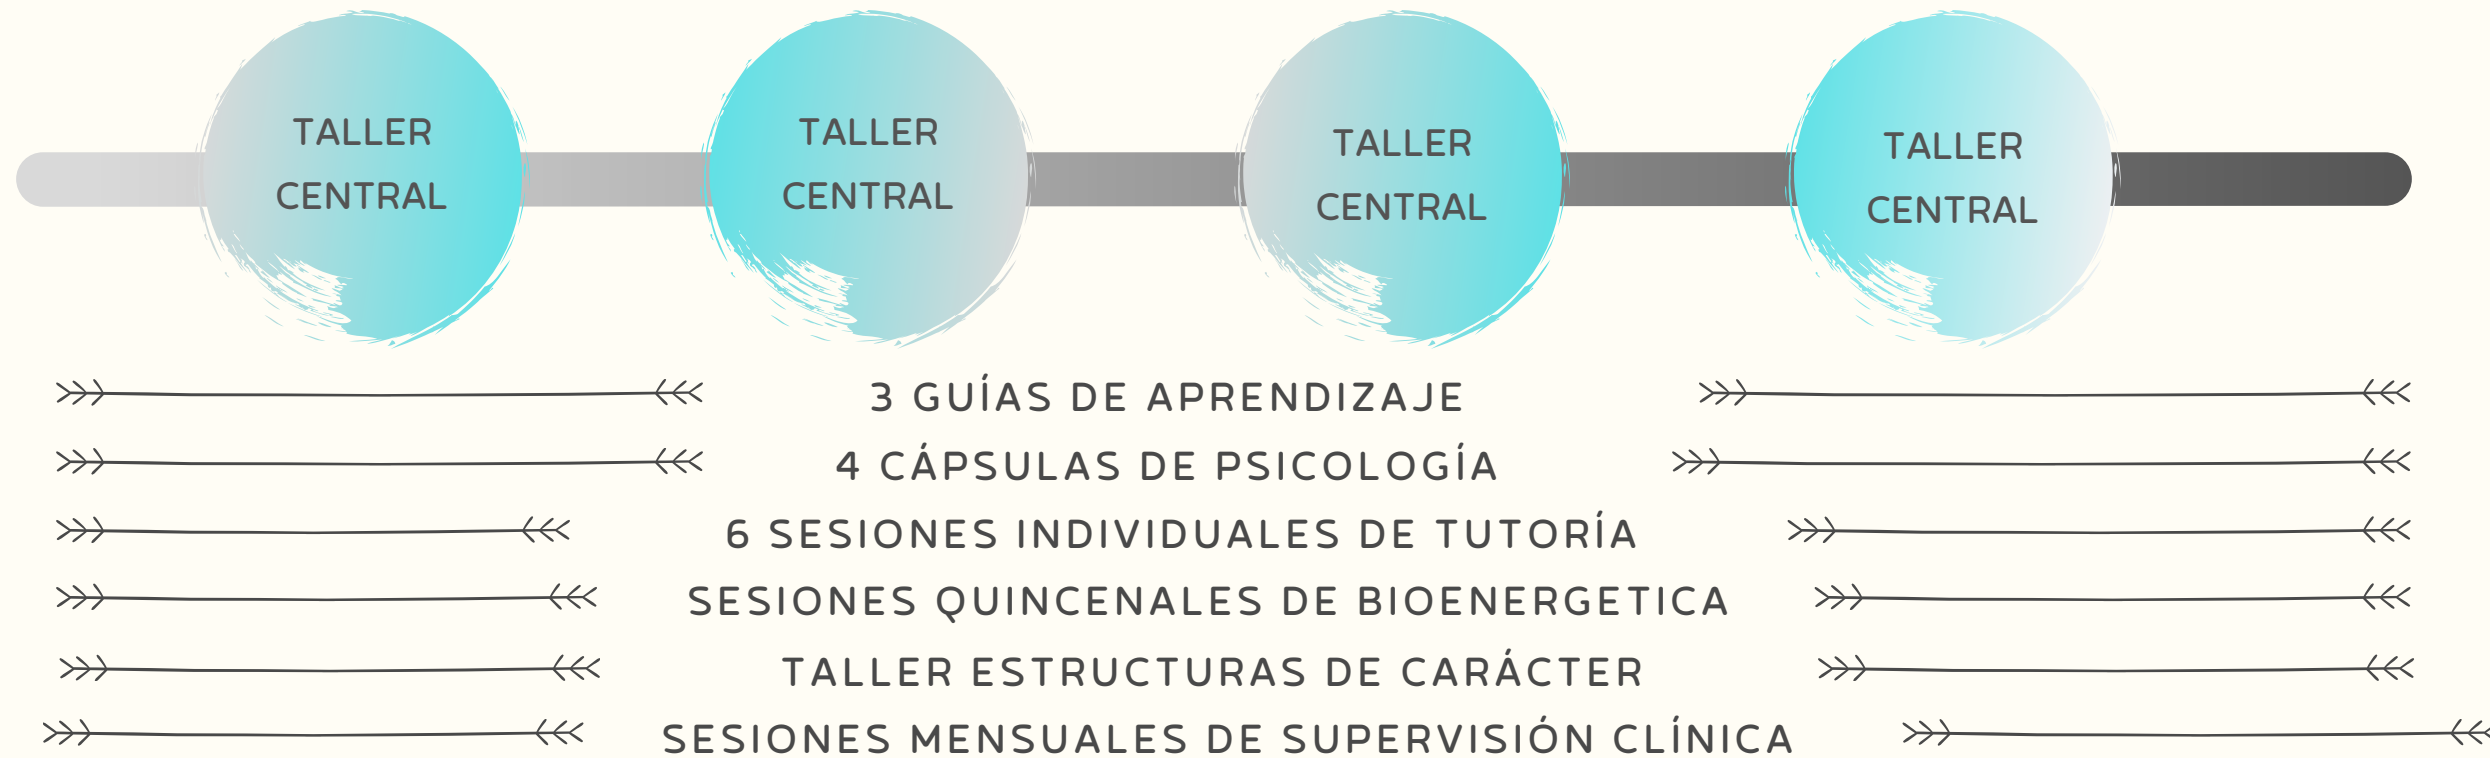 TALLER
CENTRAL
TALLER
CENTRAL
TALLER
CENTRAL
TALLER
CENTRAL
3 GUÍAS DE APRENDIZAJE
4 CÁPSULAS DE PSICOLOGÍA
6 SESIONES INDIVIDUALES DE TUTORÍA
SESIONES QUINCENALES DE BIOENERGETICA
TALLER ESTRUCTURAS DE CARÁCTER
SESIONES MENSUALES DE SUPERVISIÓN CLÍNICA